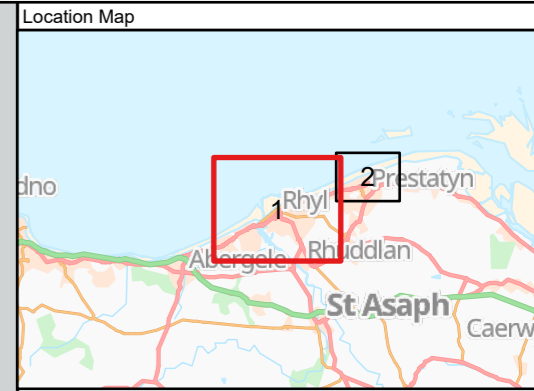 Location Map
dno
Rhyl
1
2
Prestatyn
Abergele
Rhuddlan
St Asaph
Caerw